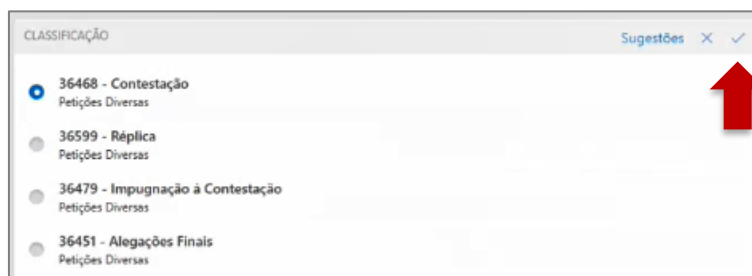 CLASSIFICAÇÃO Sugestões
36468 - Contestação
Petições Diversas
36599 - Réplica
Petições Diversas
36479 - Impugnação à Contestação
Petições Diversas
36451 - Alegações Finais
Petições Diversas